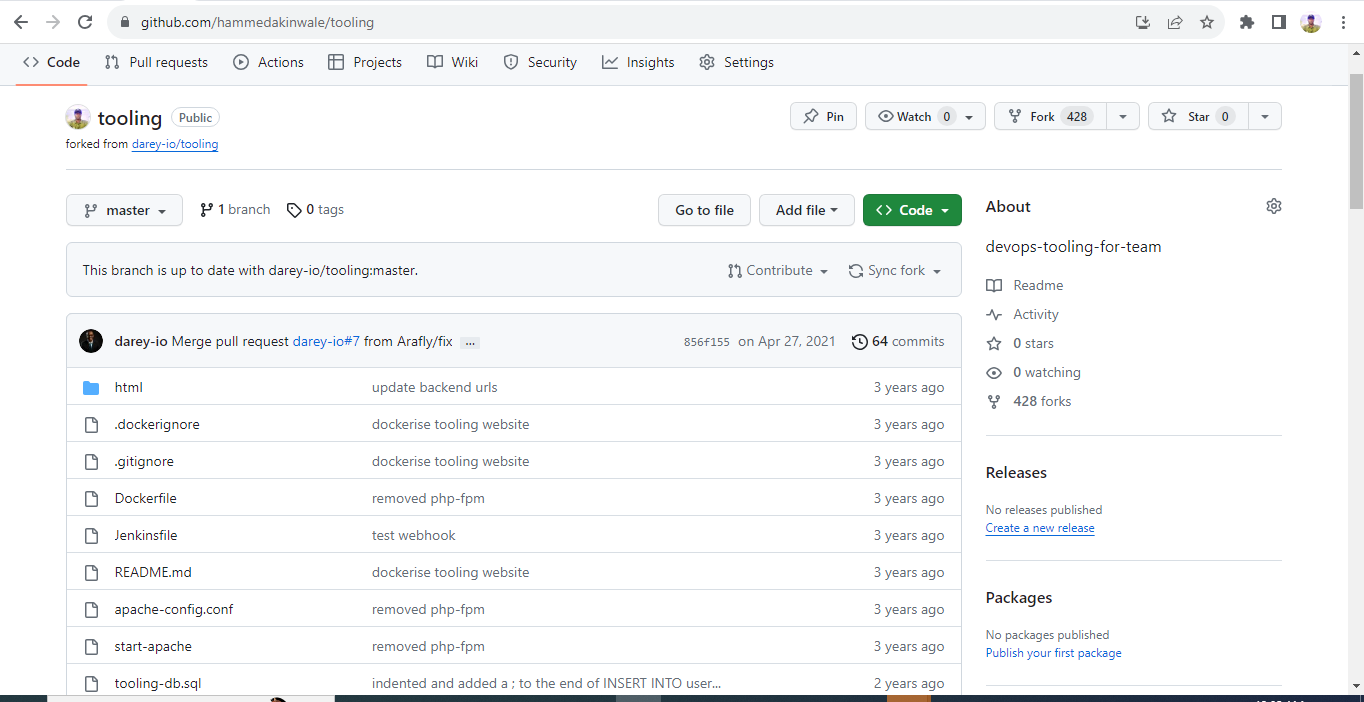 github.com/hammedakinwale/tooling
Code Pull requests Actions Projects Wiki Security Insights Settings
tooling Public
Pin Watch 0 Fork 428 Star 0
forked from darey-io/tooling
master 1 branch 0 tags Go to file Add file Code
This branch is up to date with darey-io/tooling:master. Contribute Sync fork
darey-io Merge pull request darey-io#7 from Arafly/fix ... 856f155 on Apr 27, 2021 64 commits
html update backend urls 3 years ago
.dockerignore dockerise tooling website 3 years ago
.gitignore dockerise tooling website 3 years ago
Dockerfile removed php-fpm 3 years ago
Jenkinsfile test webhook 3 years ago
README.md dockerise tooling website 3 years ago
apache-config.conf removed php-fpm 3 years ago
start-apache removed php-fpm 3 years ago
tooling-db.sql indented and added a ; to the end of INSERT INTO user... 2 years ago
About
devops-tooling-for-team
Readme
Activity
0 stars
0 watching
428 forks
Releases
No releases published
Create a new release
Packages
No packages published
Publish your first package